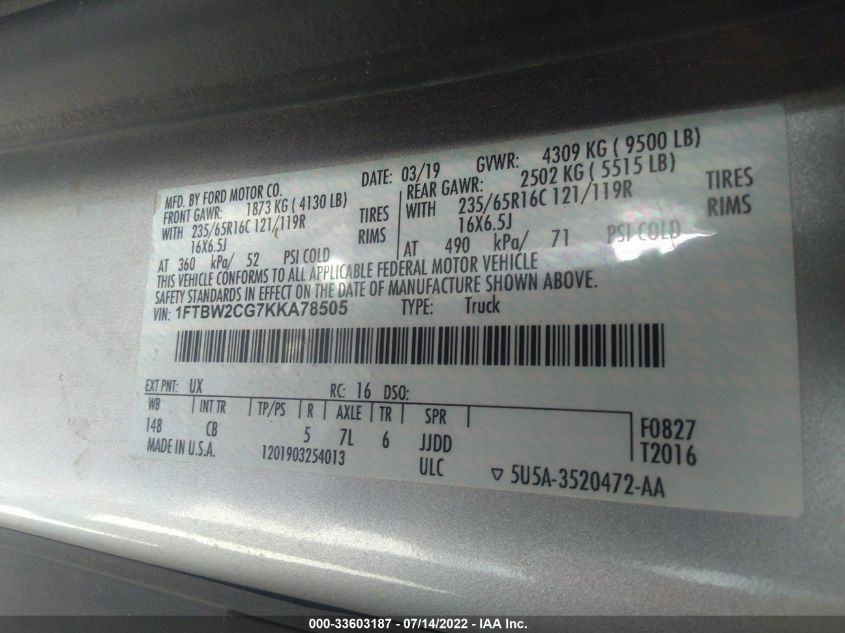 MFD. BY FORD MOTOR CO. DATE: 03/19 GVWR: 4309 KG ( 9500 LB)
FRONT GAWR: 1873 KG ( 4130 LB) REAR GAWR: 2502 KG ( 5515 LB)
WITH 235/65R16C 121/119R TIRES WITH 235/65R16C 121/119R TIRES
16X6.5J RIMS 16X6.5J RIMS
AT 360 kPa/ 52 PSI COLD AT 490 kPa/ 71 PSI COLD
THIS VEHICLE CONFORMS TO ALL APPLICABLE FEDERAL MOTOR VEHICLE
SAFETY STANDARDS IN EFFECT ON THE DATE OF MANUFACTURE SHOWN ABOVE.
VIN: 1FTBW2CG7KKA78505 TYPE: Truck
EXT PNT: UX RC: 16 DSO:
WB INT TR TP/PS R AXLE TR SPR
148 CB 5 7L 6 JJDD F0827
MADE IN U.S.A. 1201903254013 ULC T2016
5U5A-3520472-AA
000-33603187 - 07/14/2022 - IAA Inc.